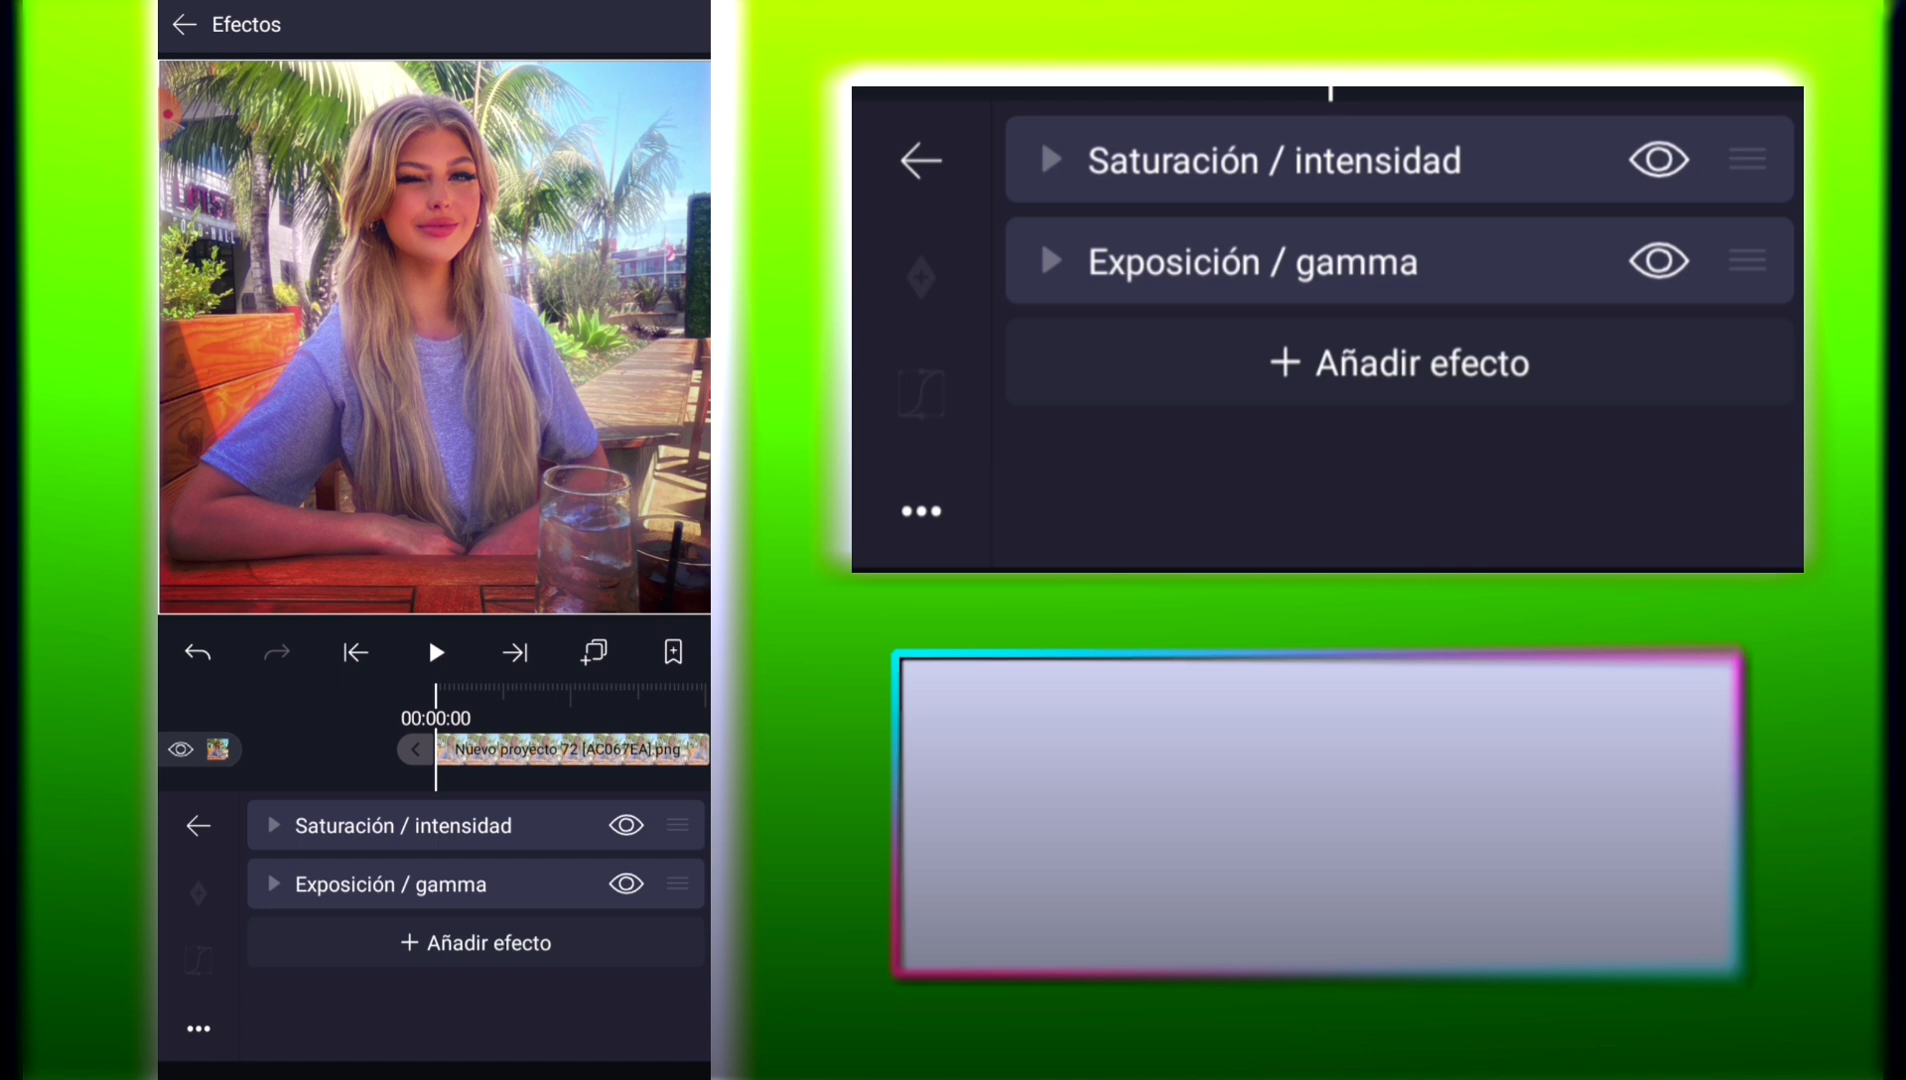 Efectos
00:00:00
Nuevo proyecto 72 [AC067EA].png
Saturación / intensidad
Exposición / gamma
+ Añadir efecto
Saturación / intensidad
Exposición / gamma
+ Añadir efecto